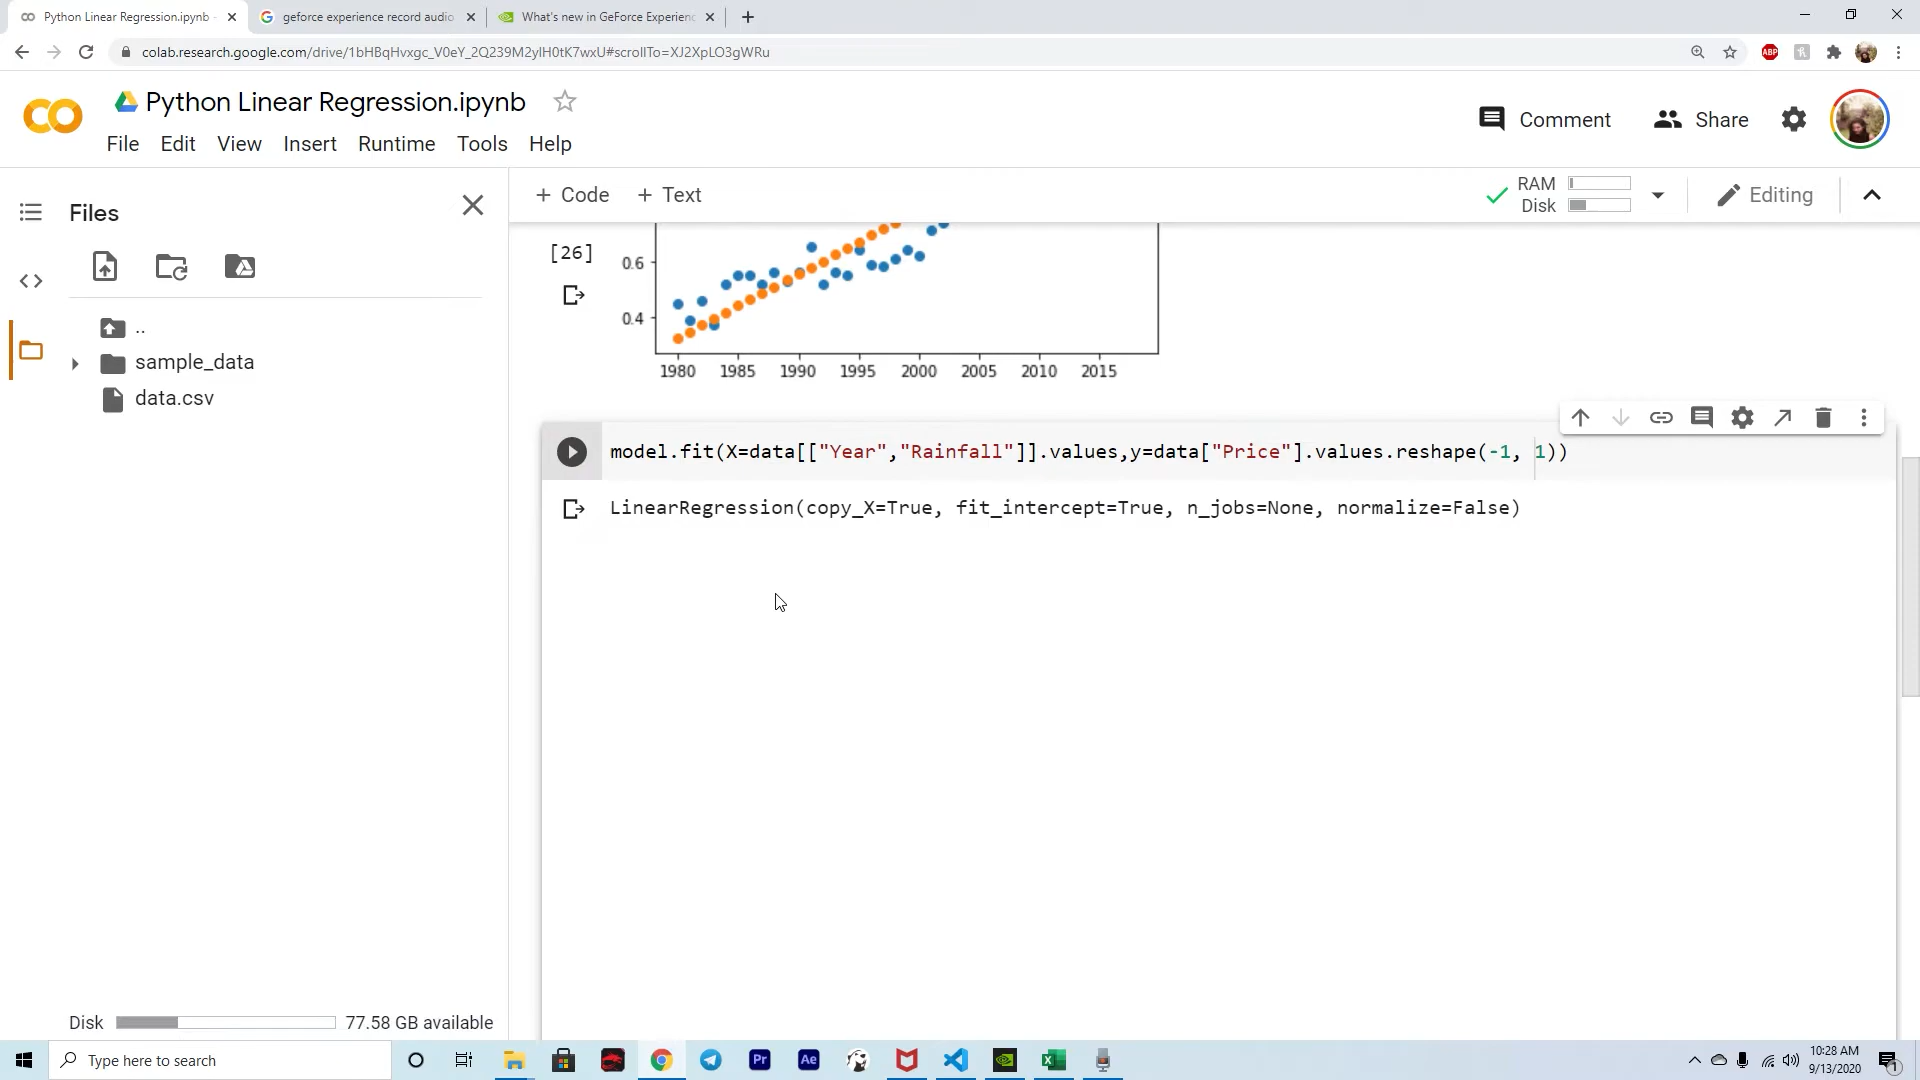 Python Linear Regression.ipynb
geforce experience record audio
What's new in GeForce Experienc
colab.research.google.com/drive/1bHBqHvxgc_V0eY_2Q239M2ylH0tK7wxU#scrollTo=XJ2XpLO3gWRu
ABP
Python Linear Regression.ipynb
Comment
Share
File Edit View Insert Runtime Tools Help
Files
+ Code + Text
RAM
Disk
Editing
[26]
0.6
0.4
1980 1985 1990 1995 2000 2005 2010 2015
..
sample_data
data.csv
model.fit(X=data[["Year","Rainfall"]].values,y=data["Price"].values.reshape(-1, 1))
LinearRegression(copy_X=True, fit_intercept=True, n_jobs=None, normalize=False)
Disk 77.58 GB available
Type here to search
Pr
Ae
10:28 AM
9/13/2020
1